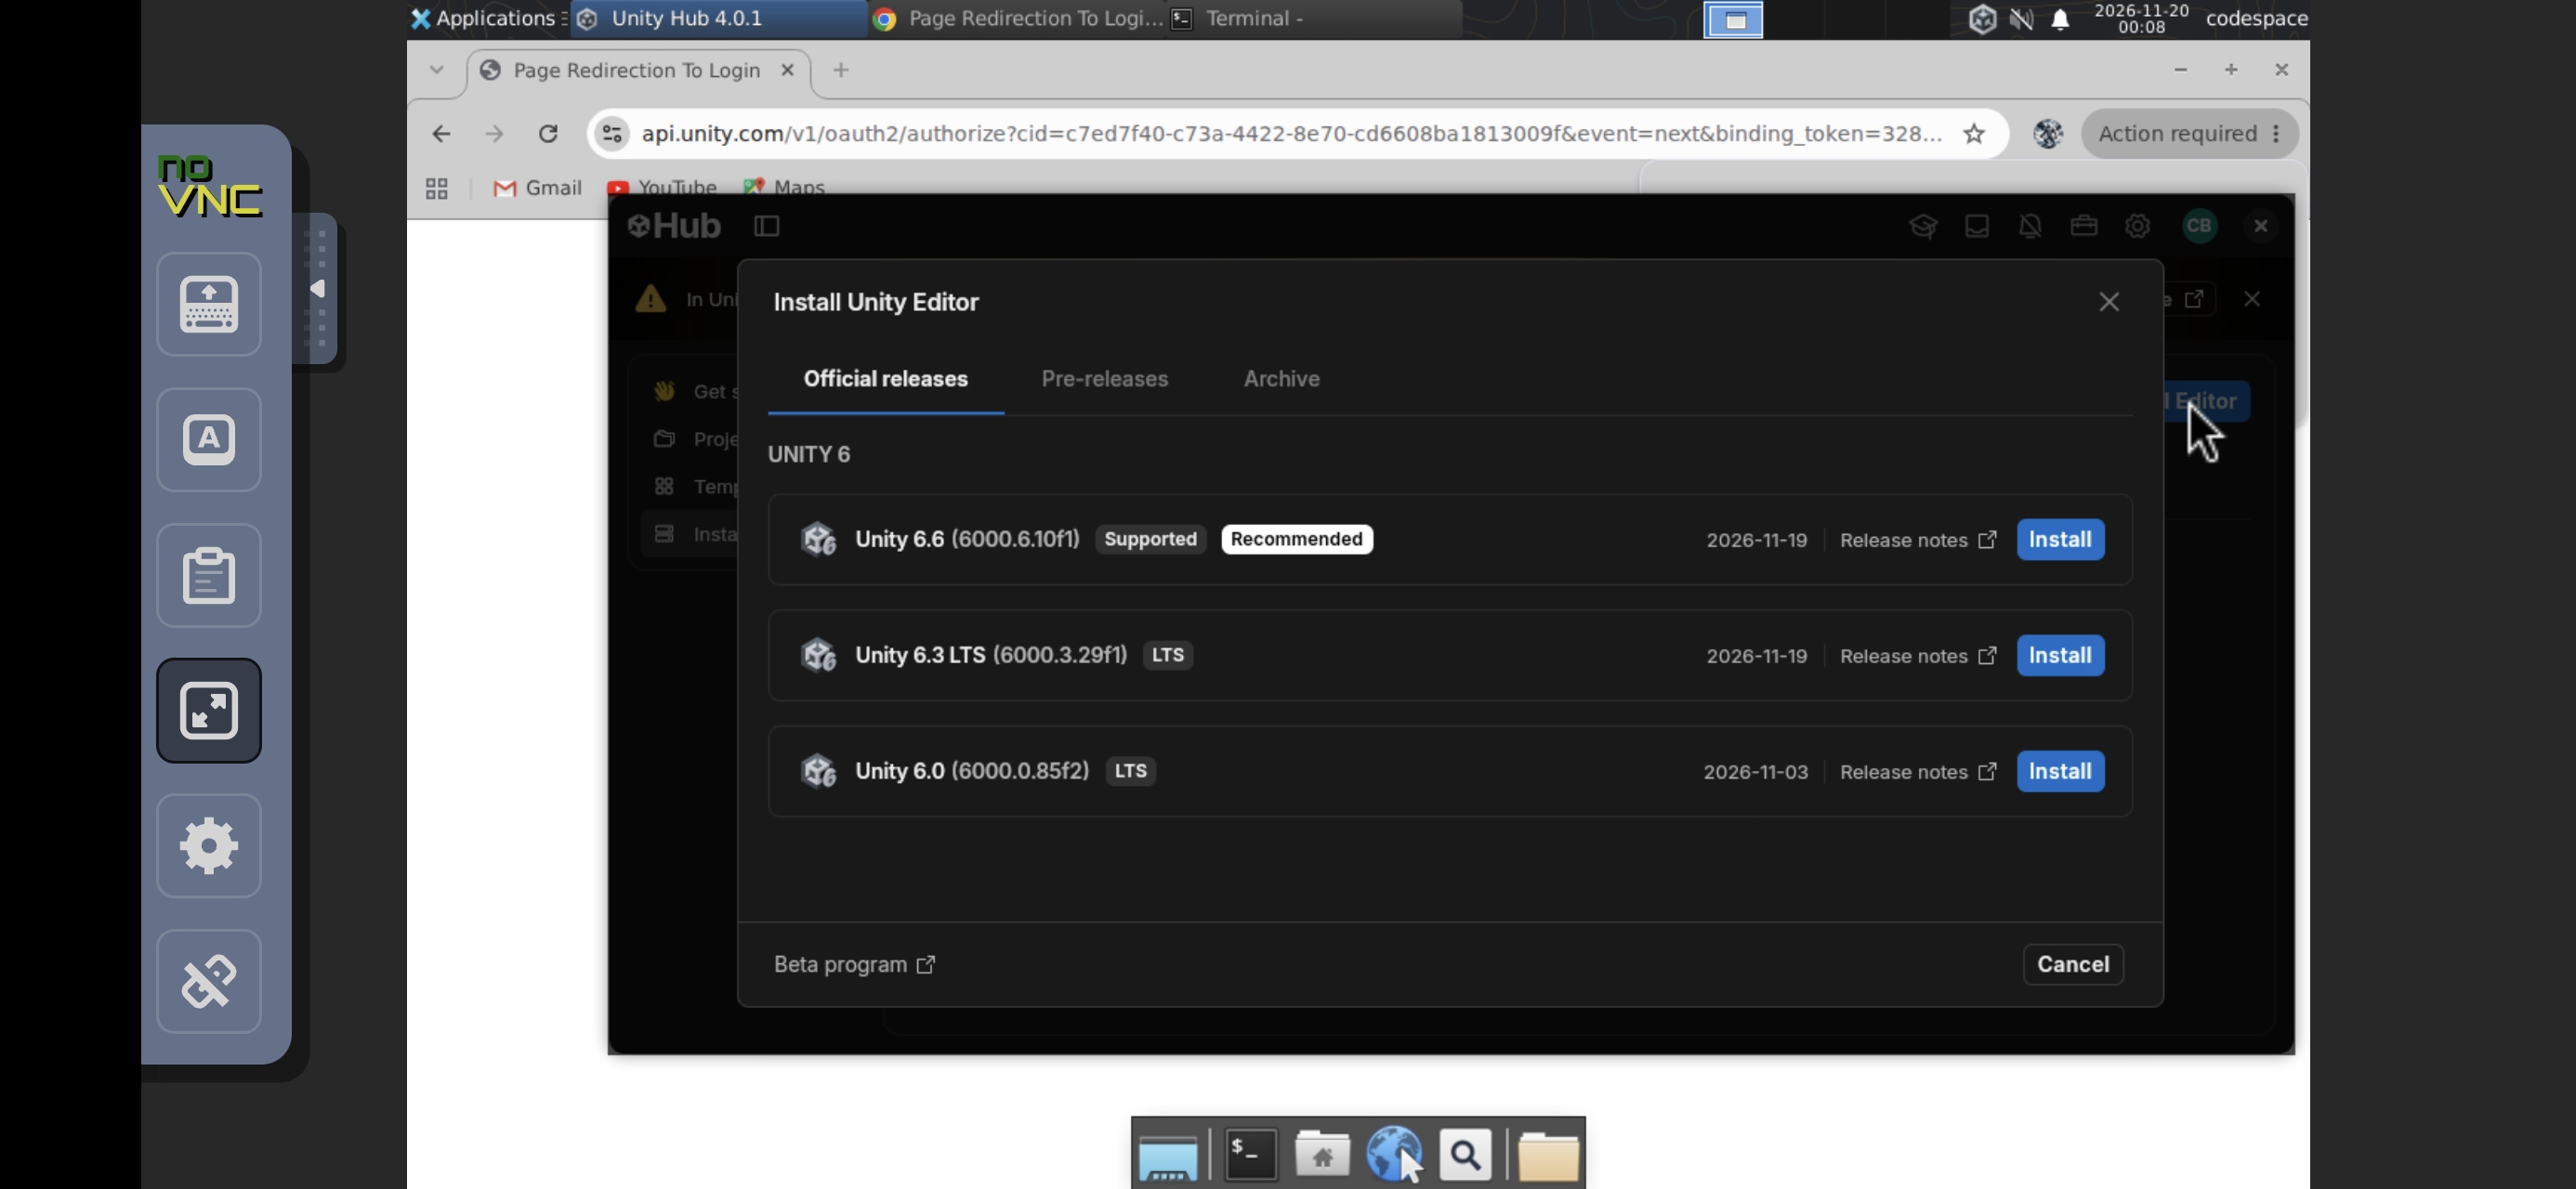 Applications
Unity Hub 4.0.1
Page Redirection To Logi...
Terminal -
2026-11-20
00:08
codespace
Page Redirection To Login
api.unity.com/v1/oauth2/authorize?cid=c7ed7f40-c73a-4422-8e70-cd6608ba1813009f&event=next&binding_token=328...
Action required
Gmail
YouTube
Maps
no
VNC
A
Hub
CB
Install Unity Editor
In Uni
e
Official releases
Pre-releases
Archive
Get s
l Editor
Proje
UNITY 6
Temp
Unity 6.6 (6000.6.10f1)
Supported
Recommended
2026-11-19
Release notes
Install
Insta
Unity 6.3 LTS (6000.3.29f1)
LTS
2026-11-19
Release notes
Install
Unity 6.0 (6000.0.85f2)
LTS
2026-11-03
Release notes
Install
Beta program
Cancel
$_